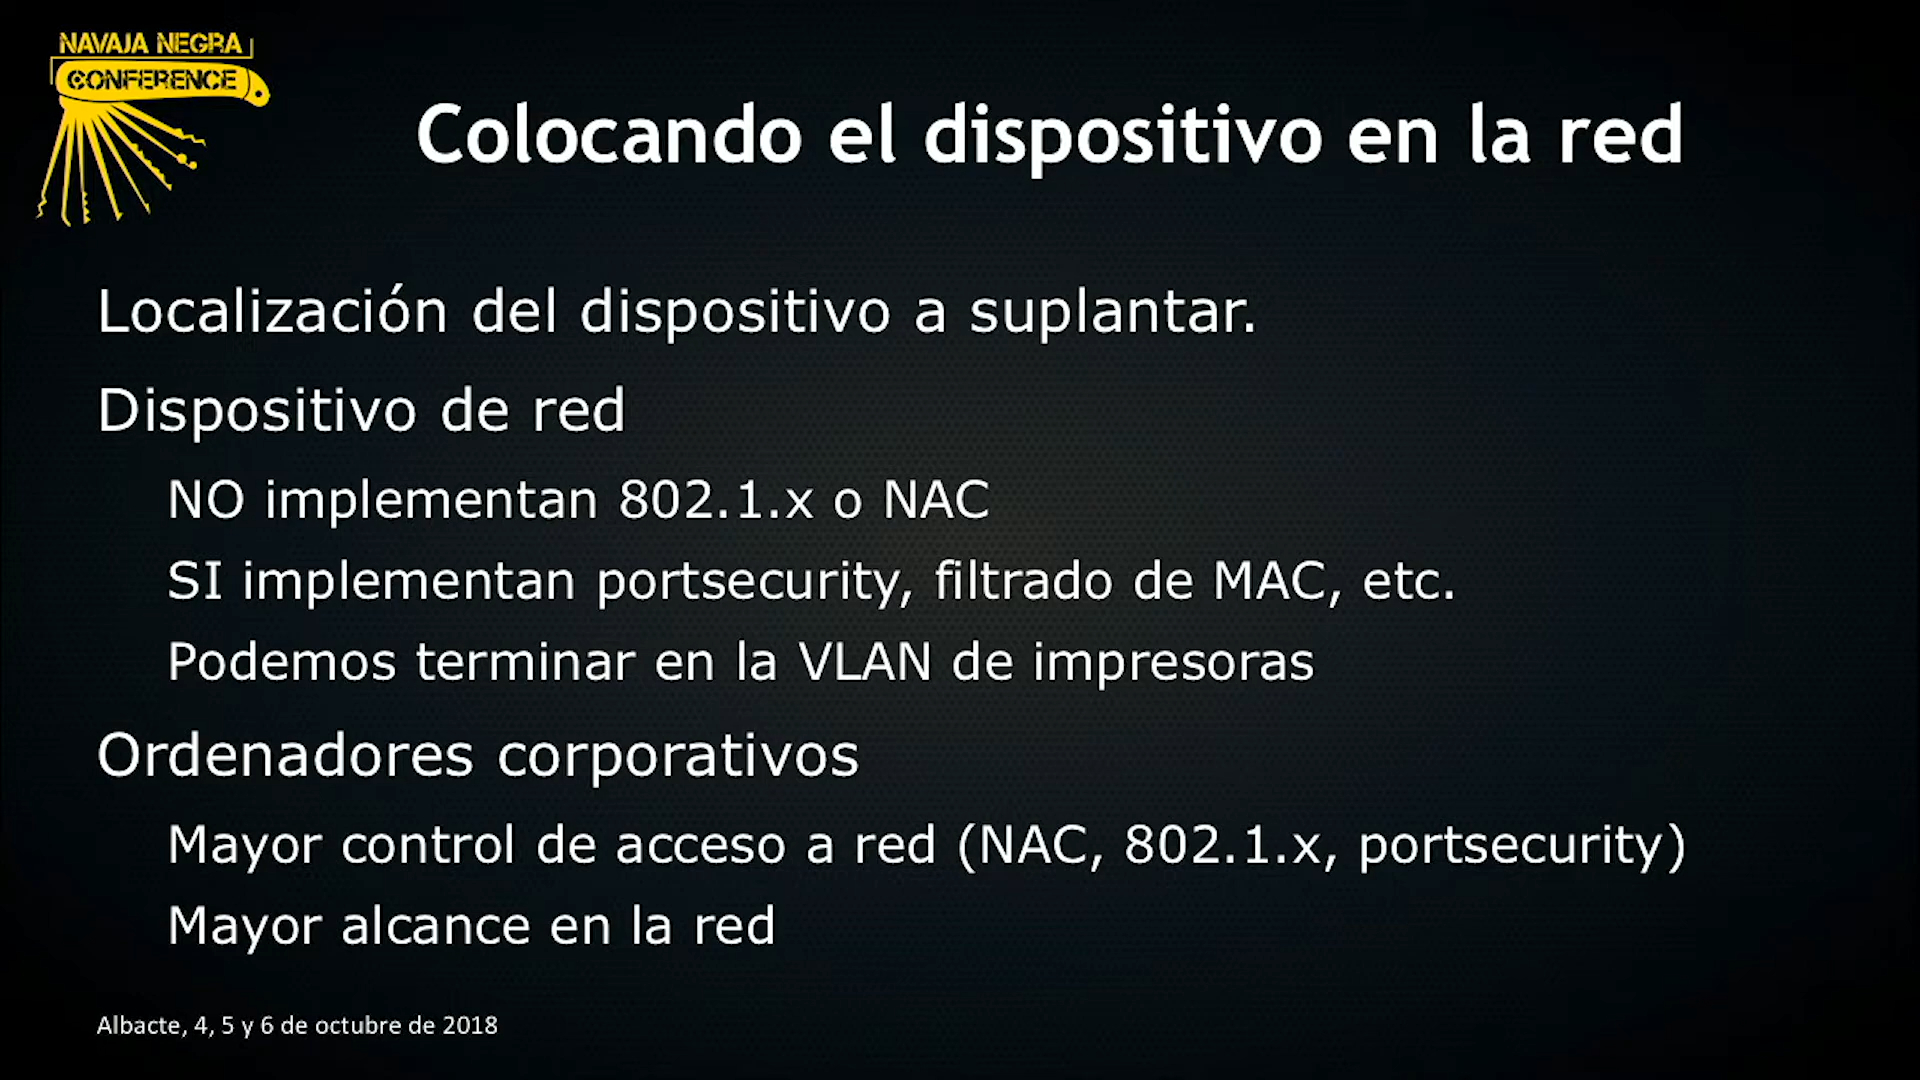 NAVAJA NEGRA
CONFERENCE
Colocando el dispositivo en la red
Localización del dispositivo a suplantar.
Dispositivo de red
NO implementan 802.1.x o NAC
SI implementan portsecurity, filtrado de MAC, etc.
Podemos terminar en la VLAN de impresoras
Ordenadores corporativos
Mayor control de acceso a red (NAC, 802.1.x, portsecurity)
Mayor alcance en la red
Albacte, 4, 5 y 6 de octubre de 2018